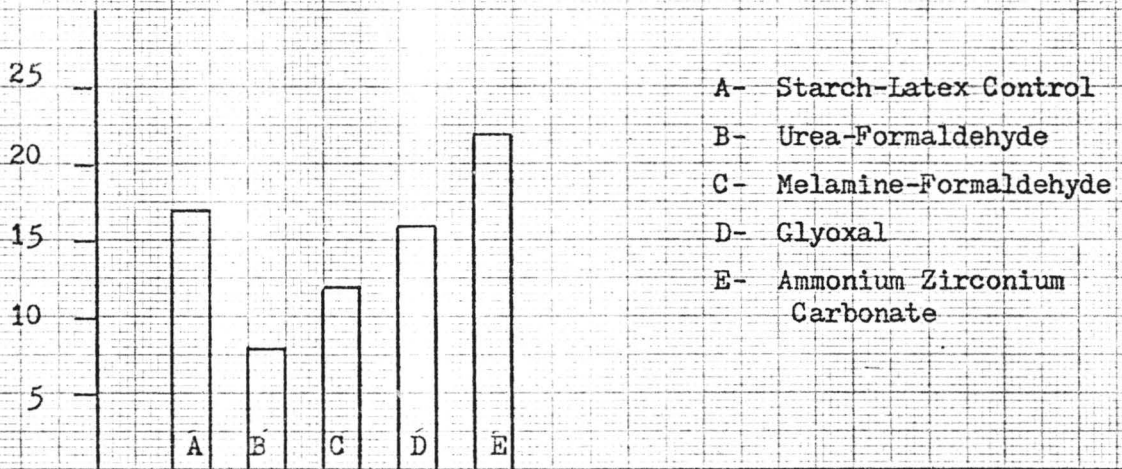 25
20
15
10
5
A B C D E
A- Starch-Latex Control
B- Urea-Formaldehyde
C- Melamine-Formaldehyde
D- Glyoxal
E- Ammonium Zirconium
Carbonate